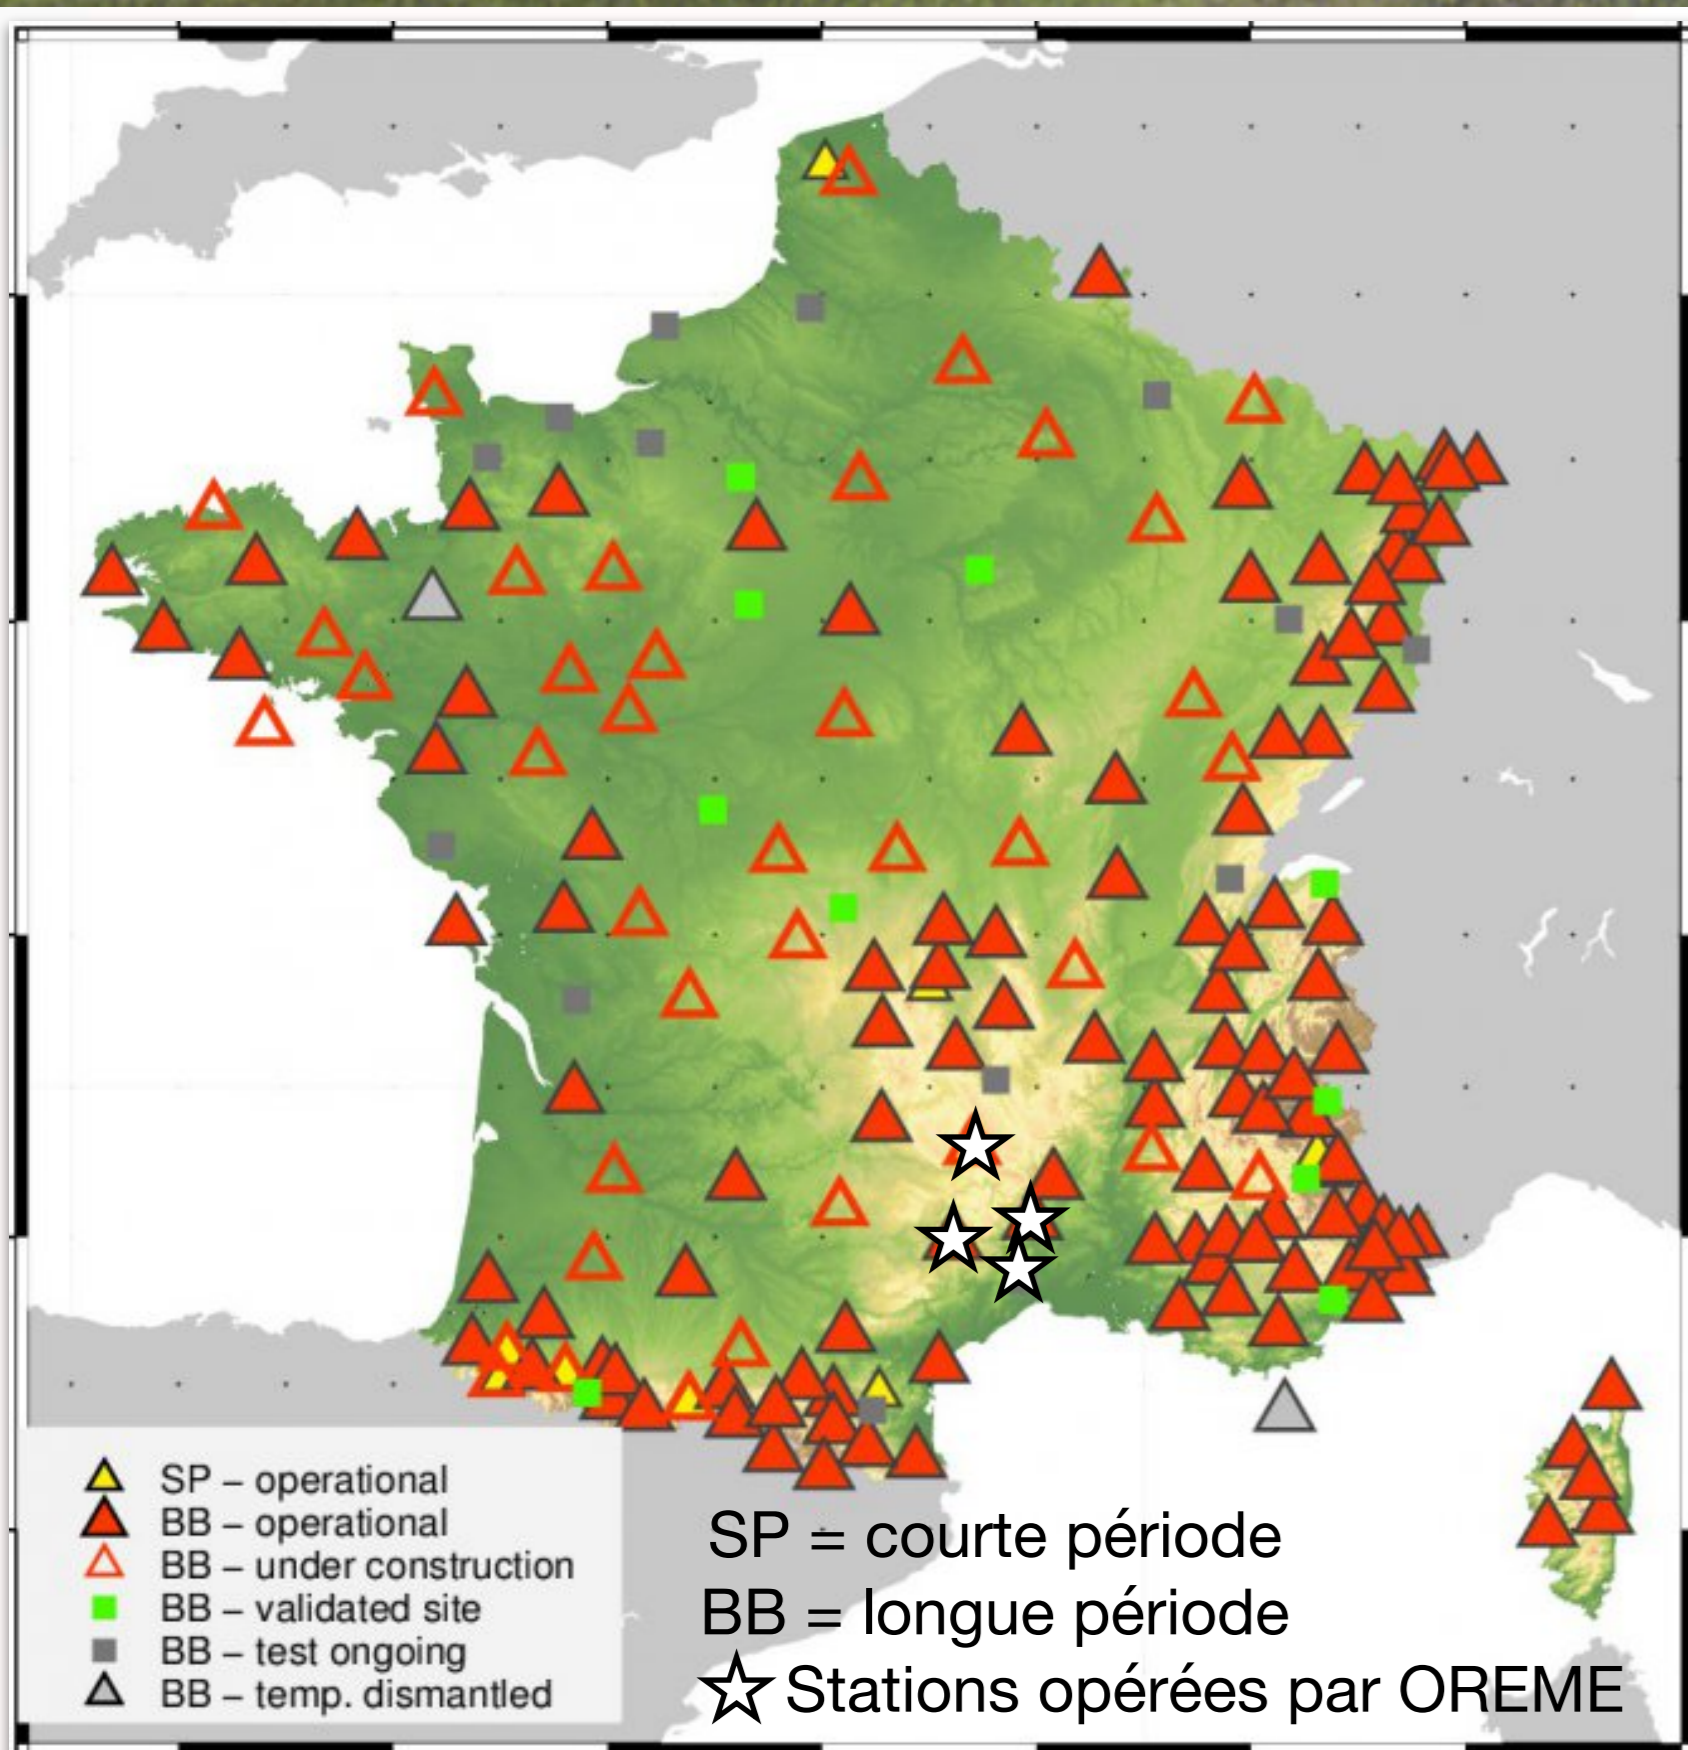 SP – operational
BB – operational
BB – under construction
BB – validated site
BB – test ongoing
BB – temp. dismantled
SP = courte période
BB = longue période
Stations opérées par OREME